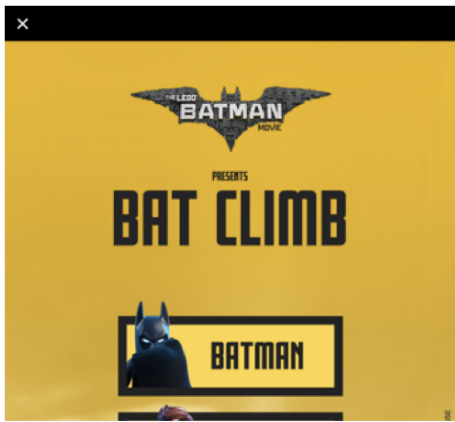 THE LEGO
BATMAN
MOVIE
PRESENTS
BAT CLIMB
BATMAN